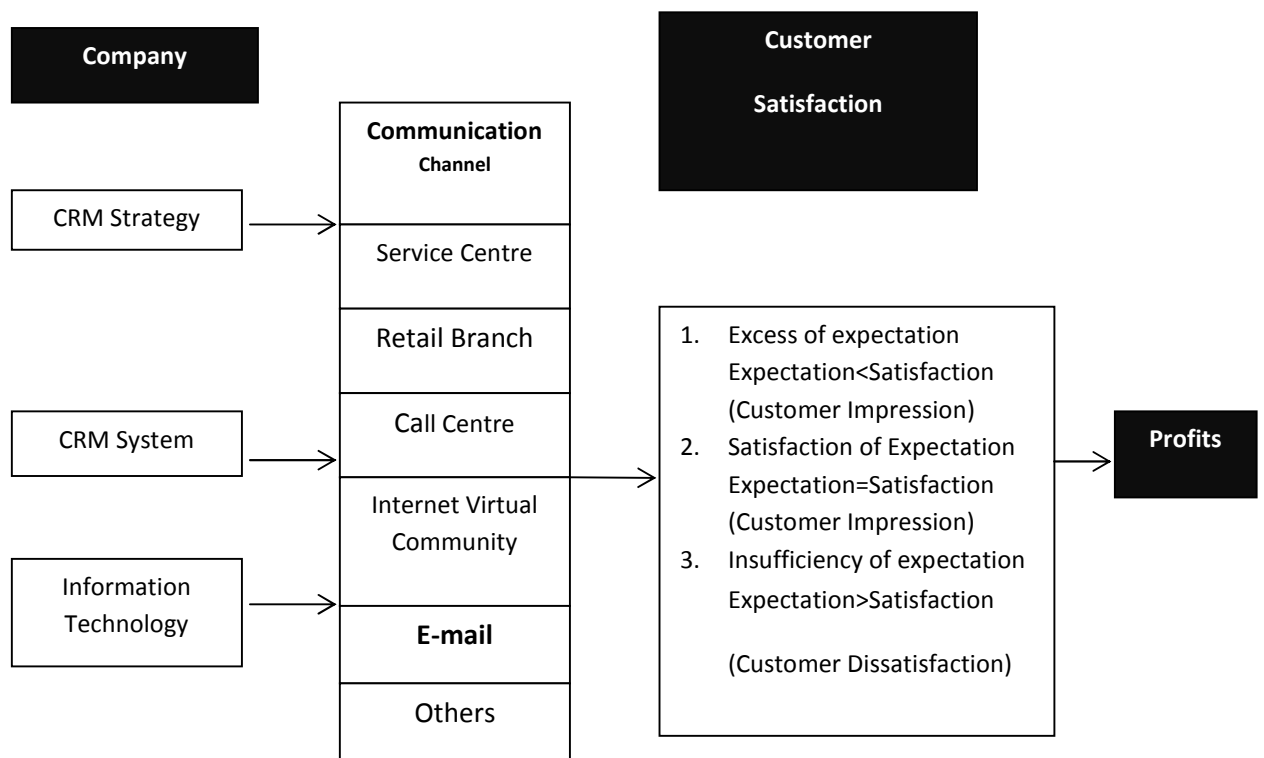 Company
CRM Strategy
CRM System
Information
Technology
Communication
Channel
Service Centre
Retail Branch
Call Centre
Internet Virtual
Community
E-mail
Others
Customer
Satisfaction
1. Excess of expectation
Expectation<Satisfaction
(Customer Impression)
2. Satisfaction of Expectation
Expectation=Satisfaction
(Customer Impression)
3. Insufficiency of expectation
Expectation>Satisfaction
(Customer Dissatisfaction)
Profits